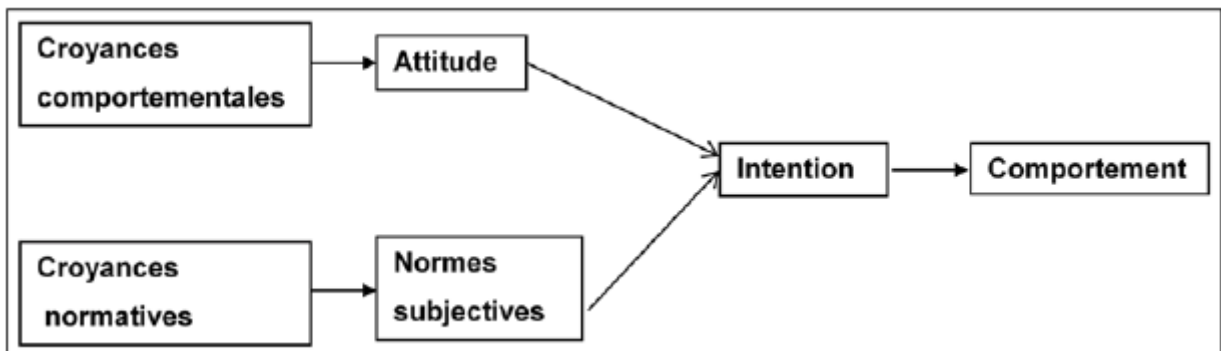 Croyances
comportementales
Attitude
Intention
Comportement
Croyances
normatives
Normes
subjectives